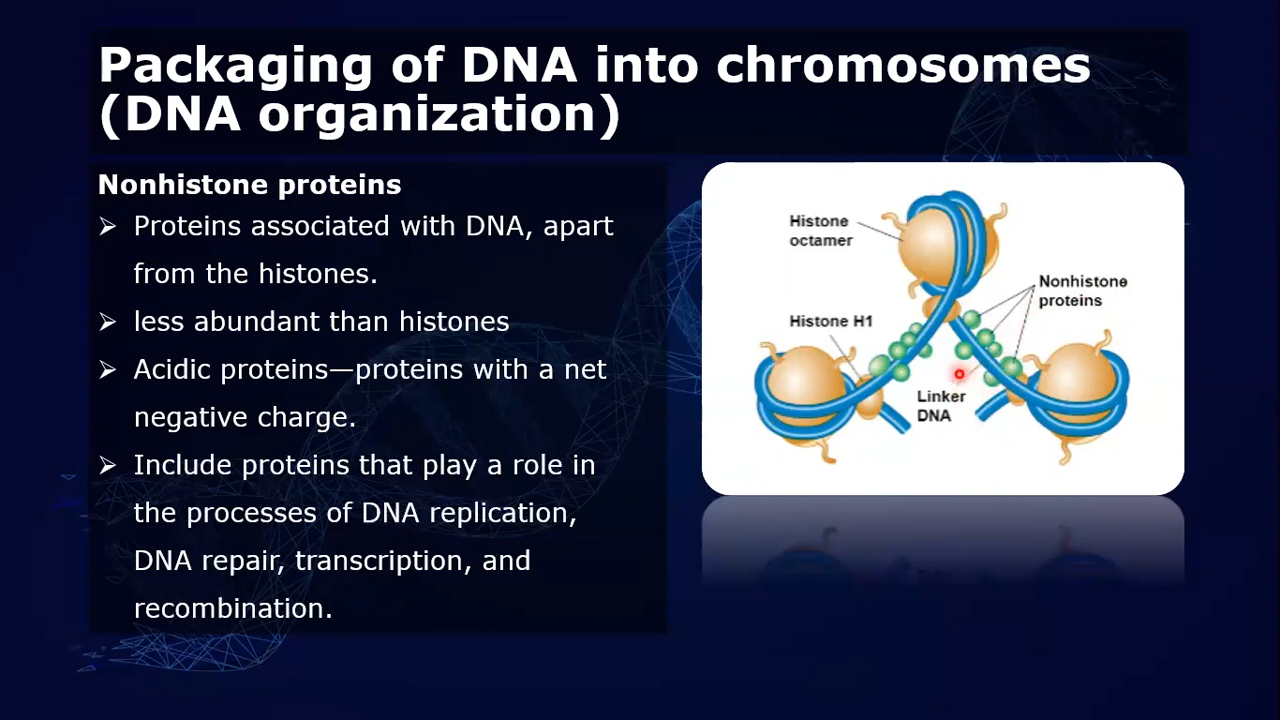 Packaging of DNA into chromosomes
(DNA organization)
Nonhistone proteins
➢ Proteins associated with DNA, apart
from the histones.
➢ less abundant than histones
➢ Acidic proteins—proteins with a net
negative charge.
➢ Include proteins that play a role in
the processes of DNA replication,
DNA repair, transcription, and
recombination.
Histone
octamer
Nonhistone
proteins
Histone H1
Linker
DNA